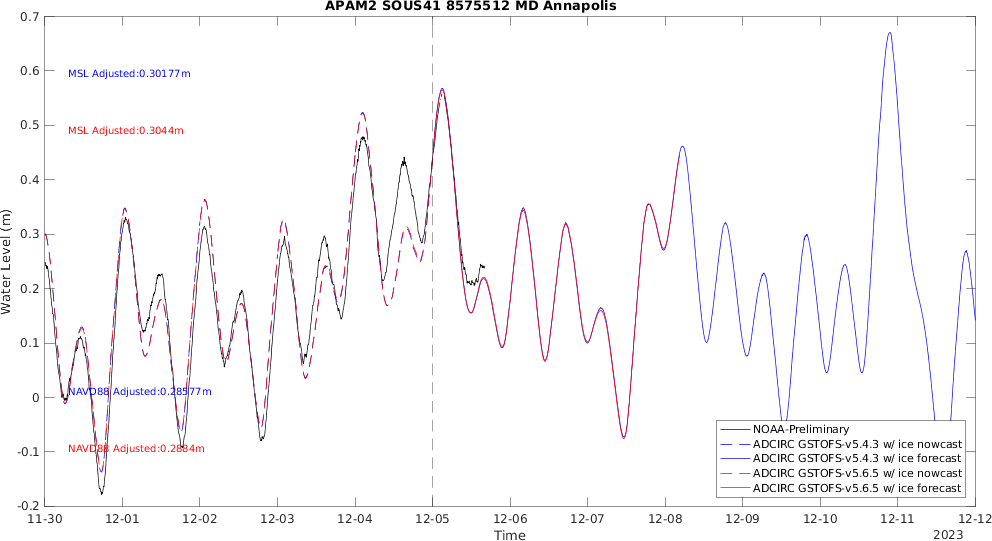 APAM2 SOUS41 8575512 MD Annapolis
0.7
0.6
0.5
0.4
0.3
0.2
0.1
0
-0.1
-0.2
Water Level (m)
MSL Adjusted:0.30177m
MSL Adjusted:0.3044m
NAVD88 Adjusted:0.28577m
NAVD88 Adjusted:0.2884m
NOAA-Preliminary
ADCIRC GSTOFS-v5.4.3 w/ ice nowcast
ADCIRC GSTOFS-v5.4.3 w/ ice forecast
ADCIRC GSTOFS-v5.6.5 w/ ice nowcast
ADCIRC GSTOFS-v5.6.5 w/ ice forecast
11-30 12-01 12-02 12-03 12-04 12-05 12-06 12-07 12-08 12-09 12-10 12-11 12-12
Time
2023